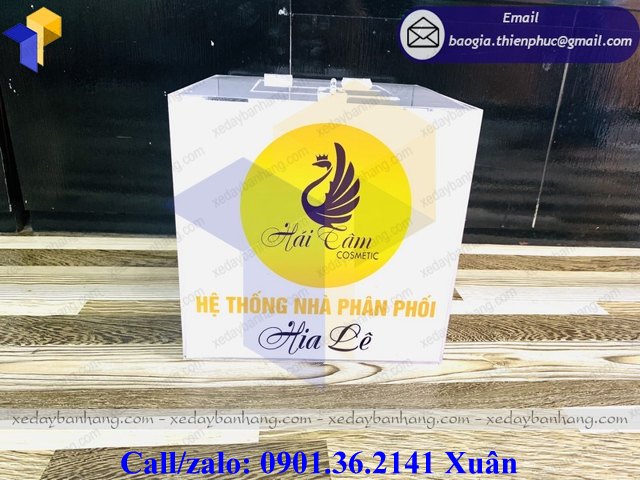 Email
baogia.thienphuc@gmail.com
Hải Tâm
COSMETIC
HỆ THỐNG NHÀ PHÂN PHỐI
Hia Lê
xedaybanhang.com - xedaybanhang.com - xedaybanhang.com - xedaybanhang.com
Call/zalo: 0901.36.2141 Xuân